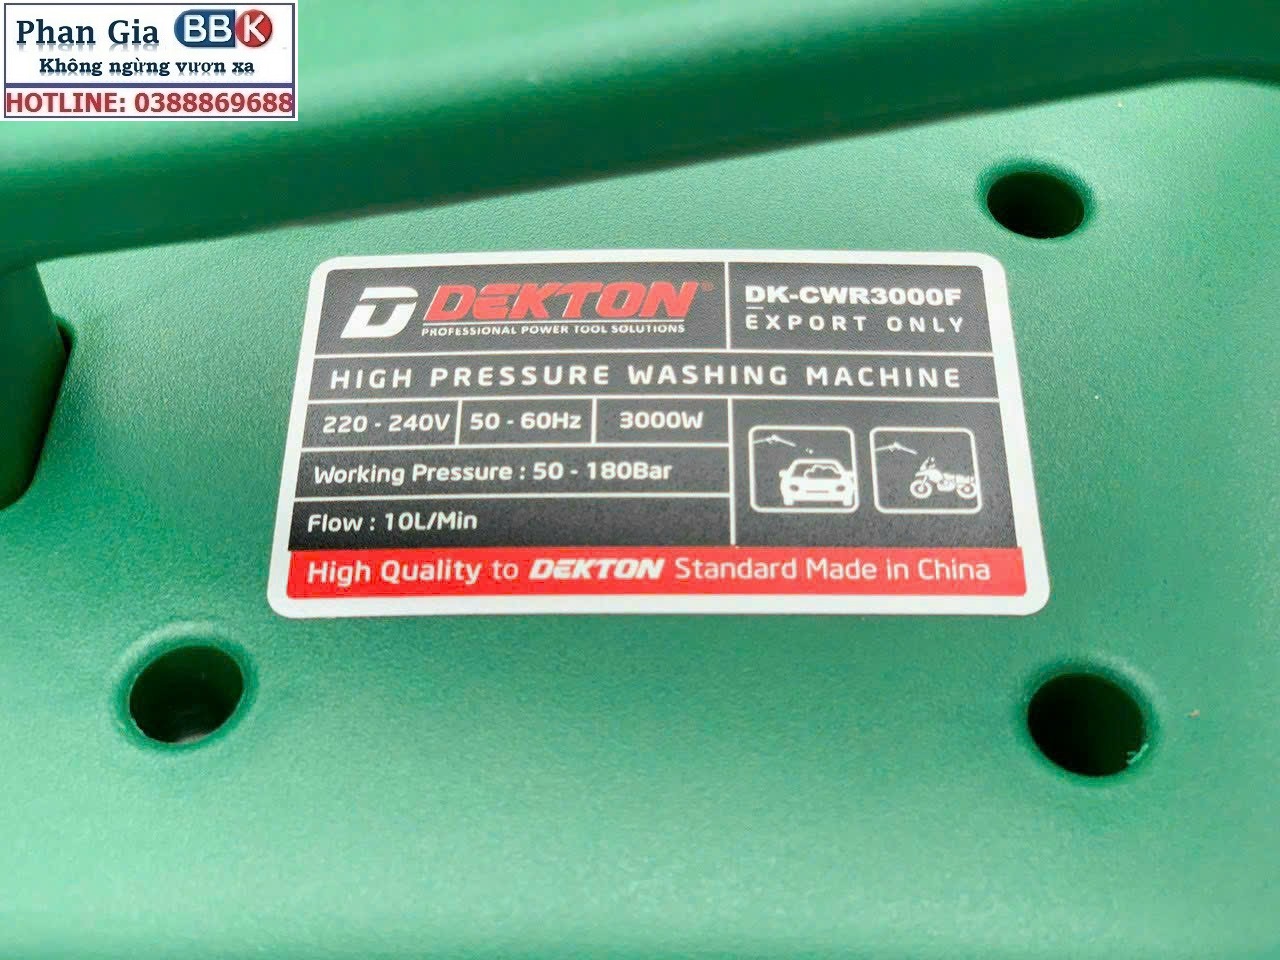 Phan Gia BBK
Không ngừng vươn xa
HOTLINE: 0388869688
DEKTON®
PROFESSIONAL POWER TOOL SOLUTIONS
DK-CWR3000F
EXPORT ONLY
HIGH PRESSURE WASHING MACHINE
220 - 240V 50 - 60Hz 3000W
Working Pressure : 50 - 180Bar
Flow : 10L/Min
High Quality to DEKTON Standard Made in China